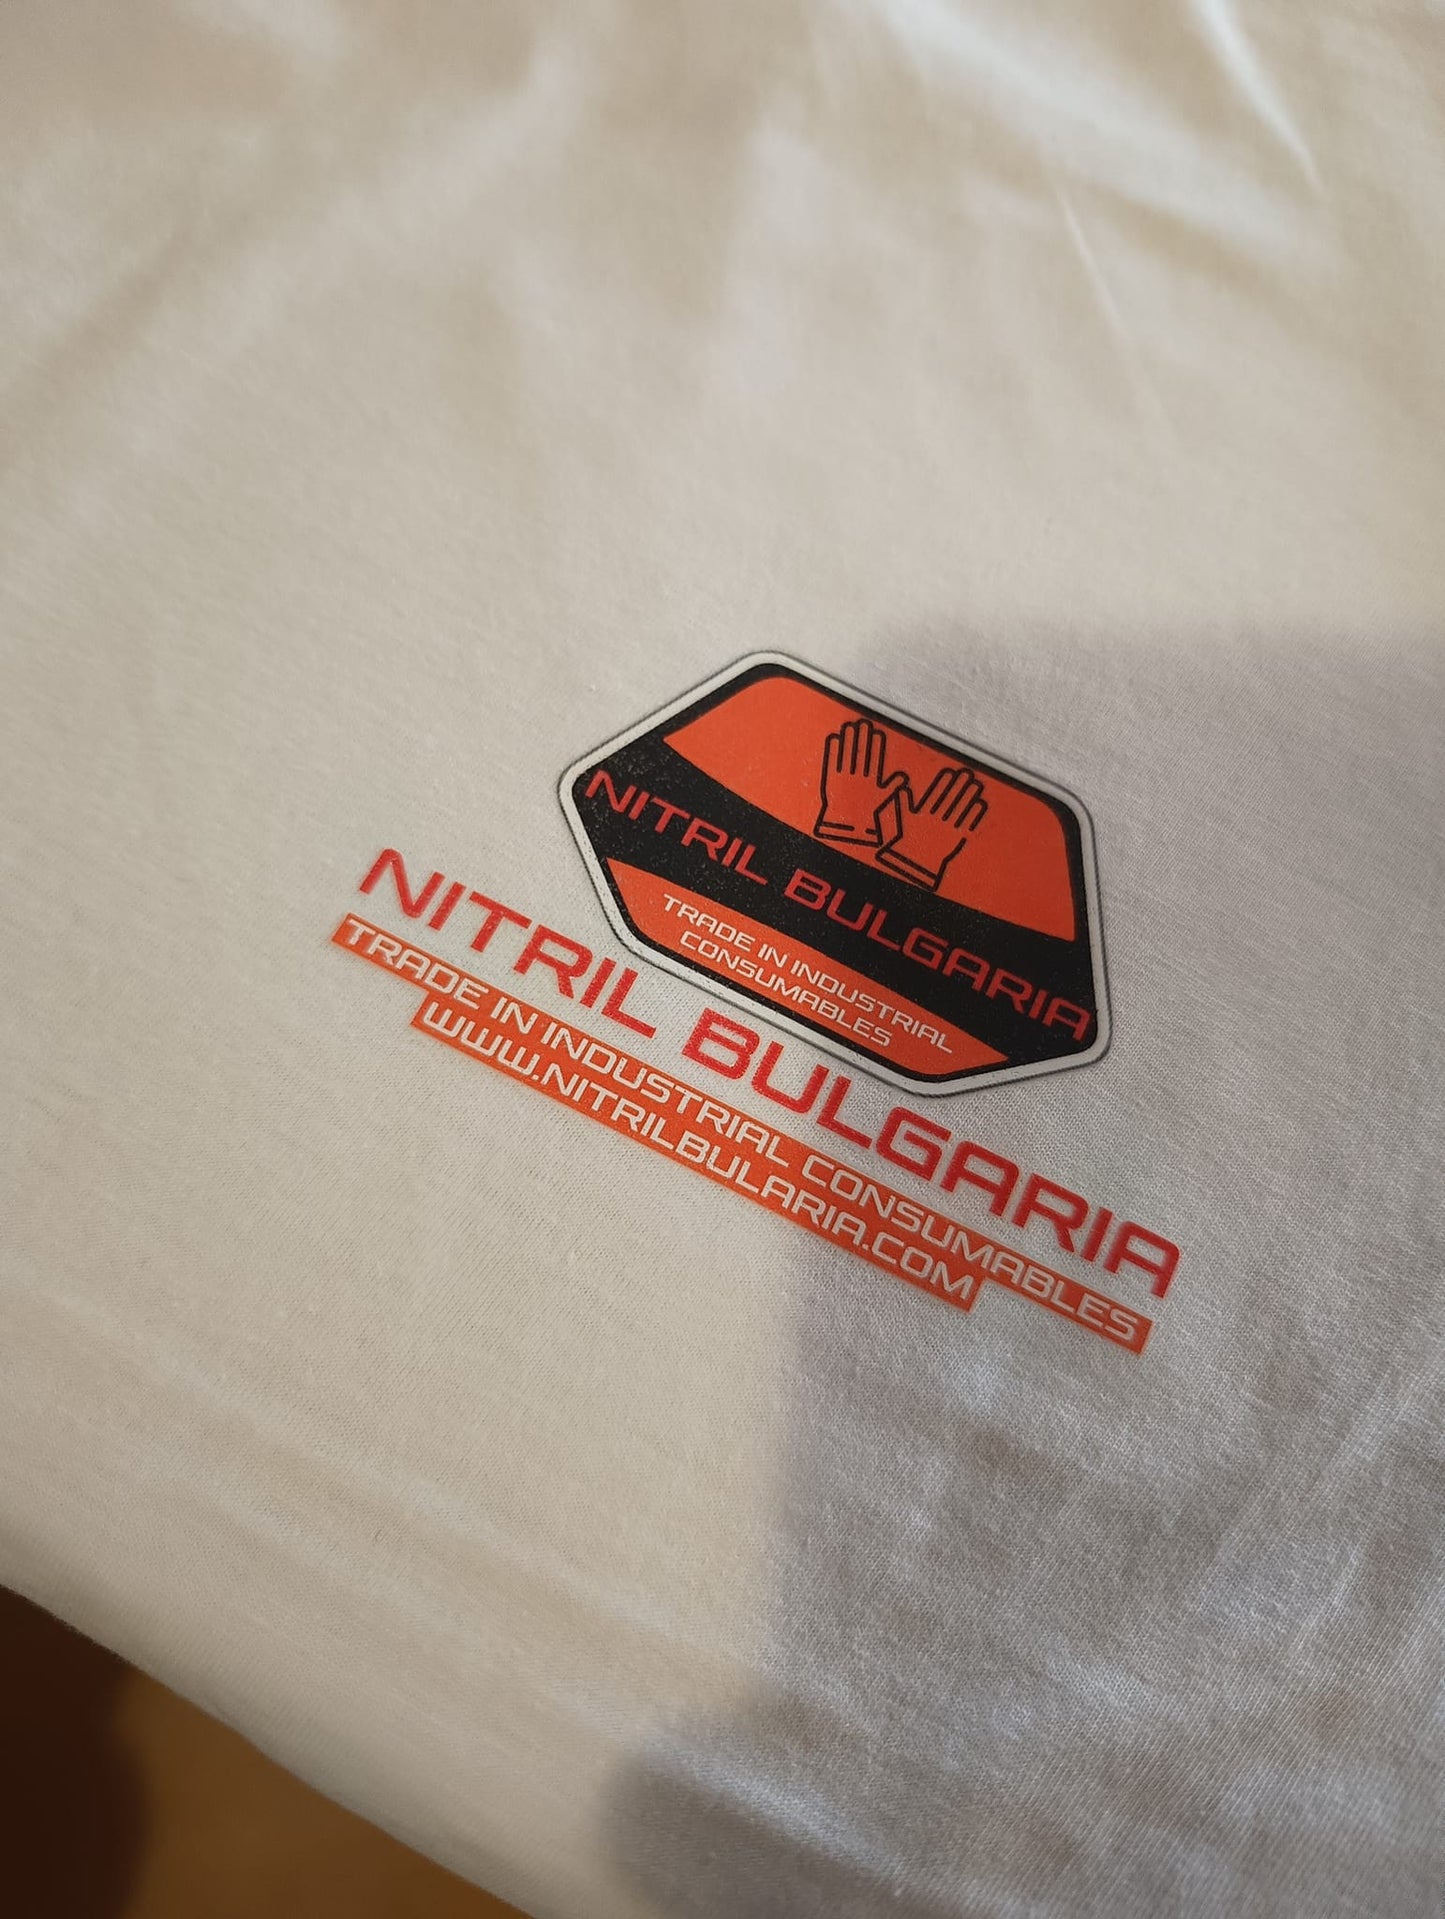 NITRIL BULGARIA
TRADE IN INDUSTRIAL
CONSUMABLES
NITRIL BULGARIA
TRADE IN INDUSTRIAL CONSUMABLES
WWW.NITRILBULARIA.COM